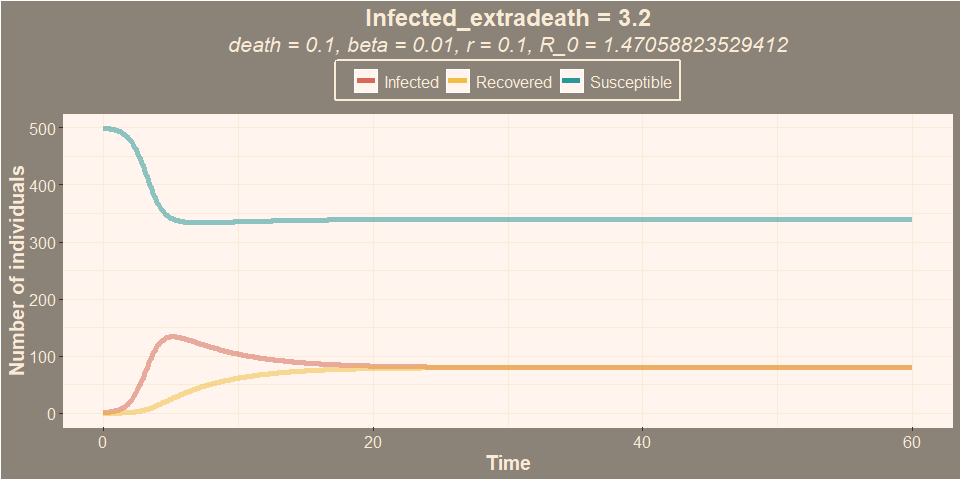 Infected_extradeath = 3.2
death = 0.1, beta = 0.01, r = 0.1, R_0 = 1.47058823529412
Infected Recovered Susceptible
Number of individuals
500
400
300
200
100
0
0 20 40 60
Time